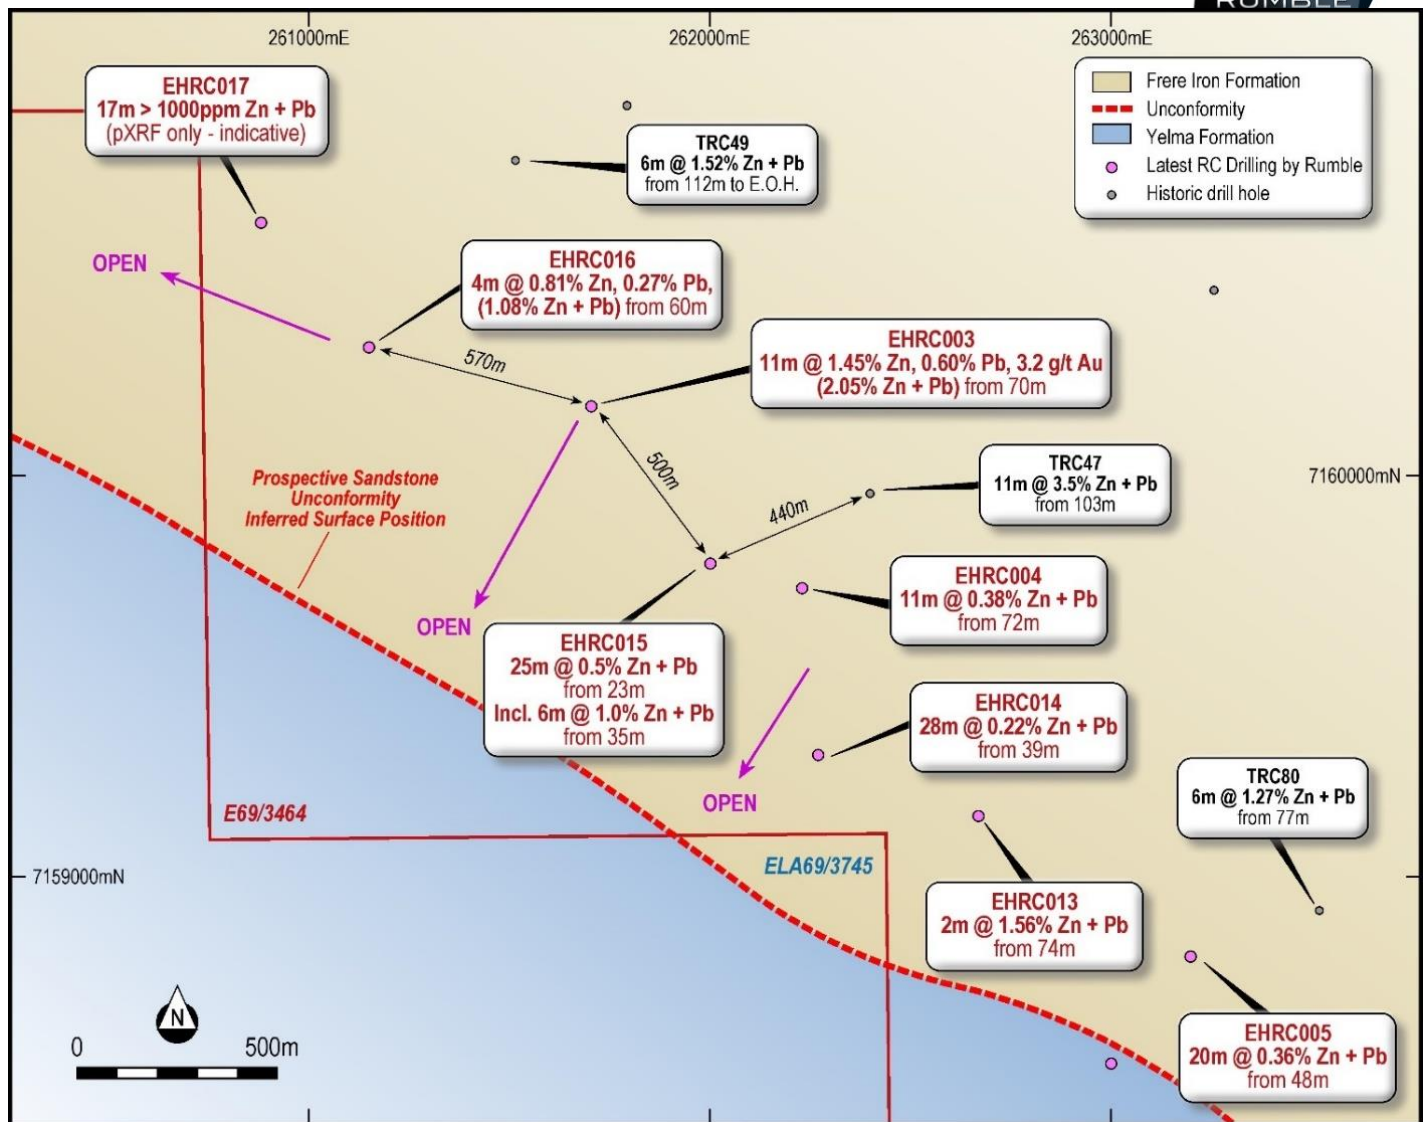 RUMBLE
261000mE
262000mE
263000mE
EHRC017
17m > 1000ppm Zn + Pb
(pXRF only - indicative)
TRC49
6m @ 1.52% Zn + Pb
from 112m to E.O.H.
Frere Iron Formation
Unconformity
Yelma Formation
Latest RC Drilling by Rumble
Historic drill hole
OPEN
EHRC016
4m @ 0.81% Zn, 0.27% Pb,
(1.08% Zn + Pb) from 60m
570m
EHRC003
11m @ 1.45% Zn, 0.60% Pb, 3.2 g/t Au
(2.05% Zn + Pb) from 70m
500m
440m
TRC47
11m @ 3.5% Zn + Pb
from 103m
7160000mN
Prospective Sandstone
Unconformity
Inferred Surface Position
OPEN
EHRC004
11m @ 0.38% Zn + Pb
from 72m
EHRC015
25m @ 0.5% Zn + Pb
from 23m
Incl. 6m @ 1.0% Zn + Pb
from 35m
EHRC014
28m @ 0.22% Zn + Pb
from 39m
OPEN
TRC80
6m @ 1.27% Zn + Pb
from 77m
E69/3464
ELA69/3745
7159000mN
EHRC013
2m @ 1.56% Zn + Pb
from 74m
N
0 500m
EHRC005
20m @ 0.36% Zn + Pb
from 48m